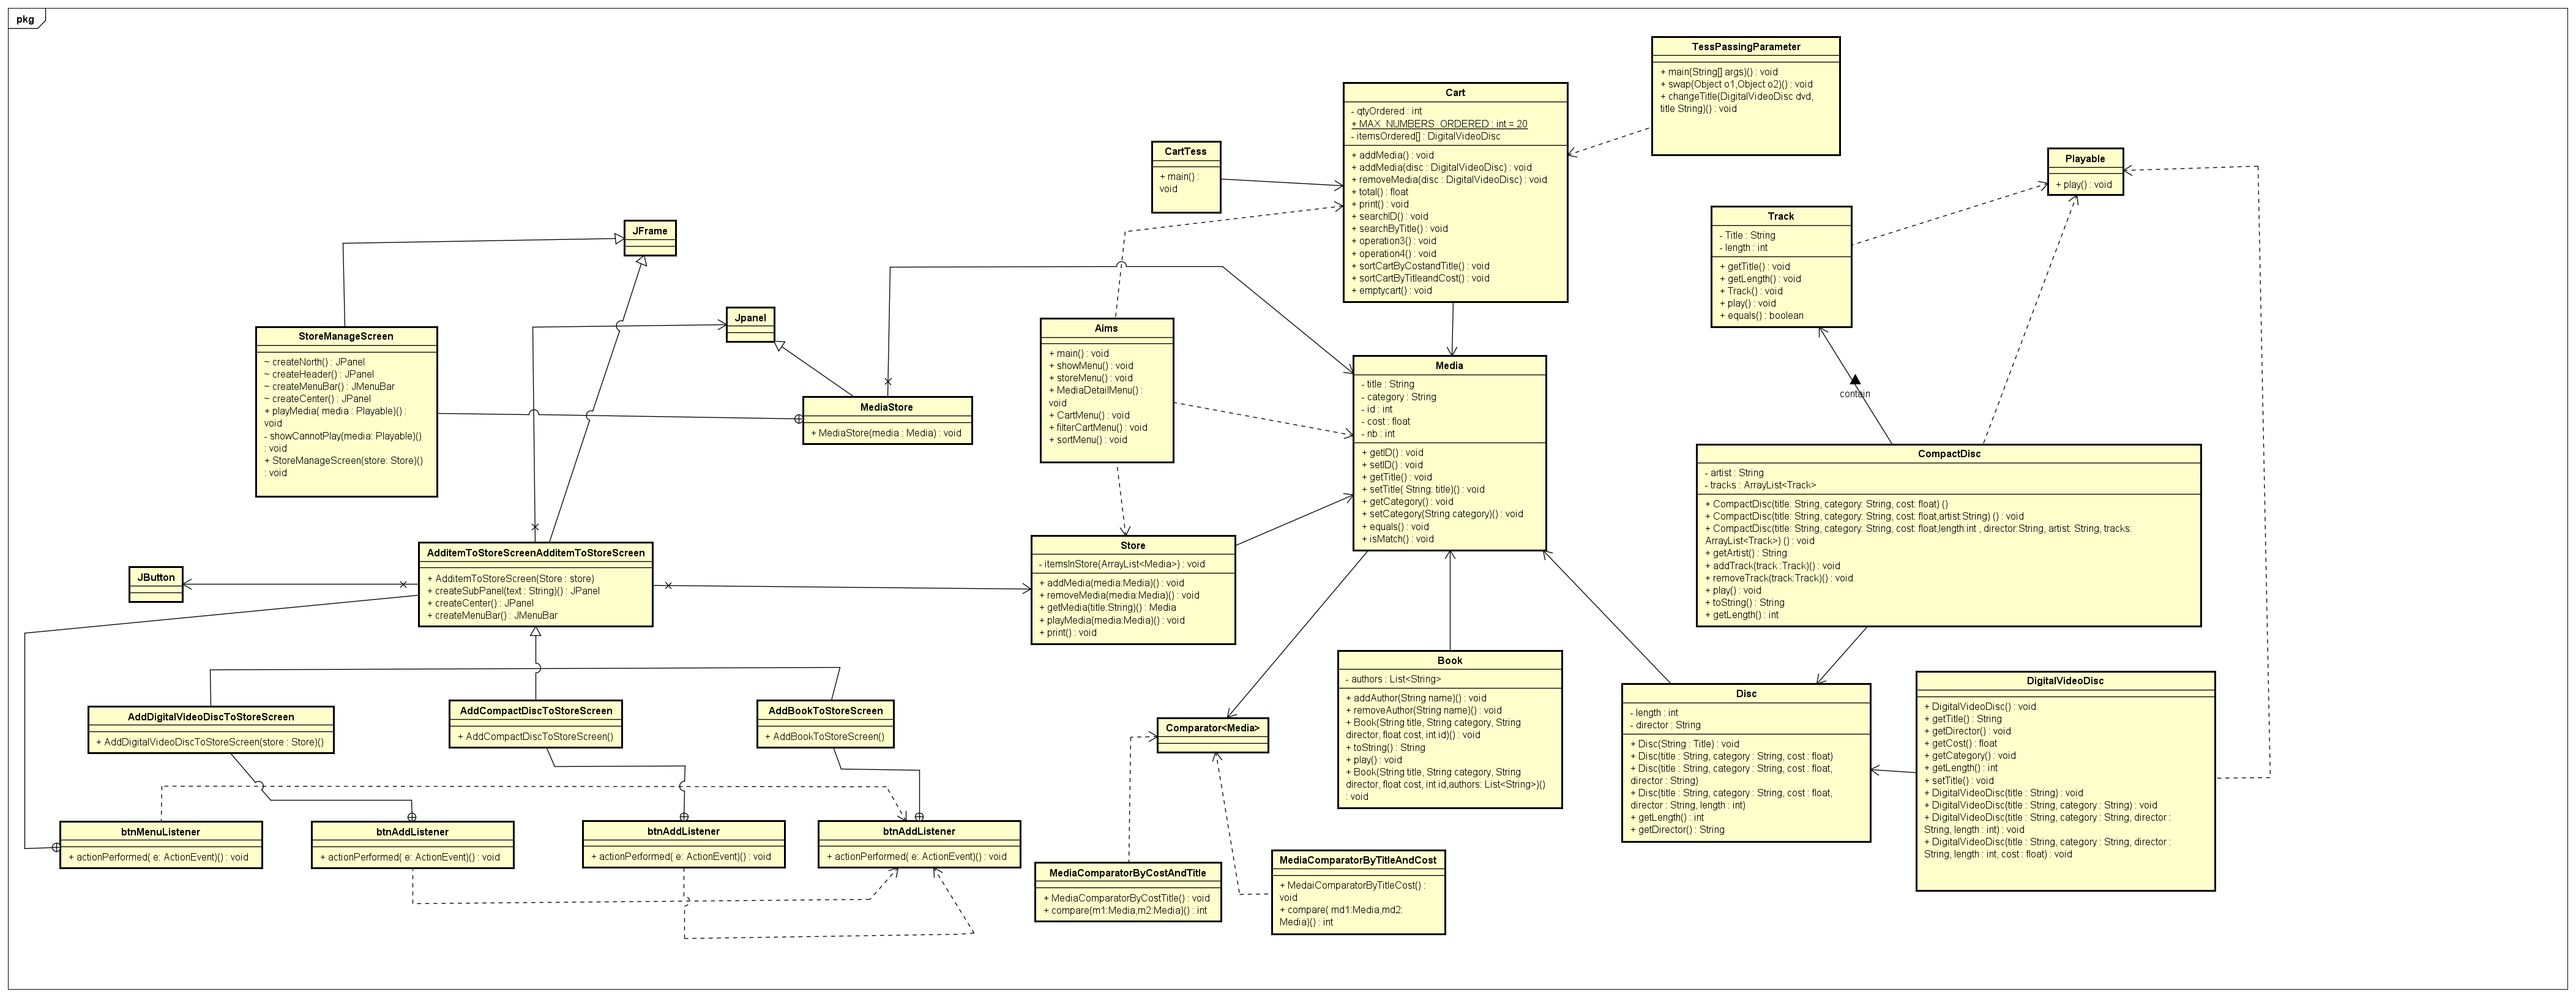 pkg
TessPassingParameter
+ main(String[] args)() : void
+ swap(Object o1,Object o2)() : void
+ changeTitle(DigitalVideoDisc dvd,
title String)() : void
Cart
- qtyOrdered : int
+ MAX_NUMBERS_ORDERED : int = 20
- itemsOrdered[] : DigitalVideoDisc
+ addMedia() : void
+ addMedia(disc : DigitalVideoDisc) : void
+ removeMedia(disc : DigitalVideoDisc) : void
+ total() : float
+ print() : void
+ searchID() : void
+ searchByTitle() : void
+ operation3() : void
+ operation4() : void
+ sortCartByCostandTitle() : void
+ sortCartByTitleandCost() : void
+ emptycart() : void
CartTess
+ main() :
void
Playable
+ play() : void
Track
- Title : String
- length : int
+ getTitle() : void
+ getLength() : void
+ Track() : void
+ play() : void
+ equals() : boolean
JFrame
Jpanel
StoreManageScreen
~ createNorth() : JPanel
~ createHeader() : JPanel
~ createMenuBar() : JMenuBar
~ createCenter() : JPanel
+ playMedia( media : Playable)() :
void
- showCannotPlay(media: Playable)()
: void
+ StoreManageScreen(store: Store)()
: void
Aims
+ main() : void
+ showMenu() : void
+ storeMenu() : void
+ MediaDetailMenu() :
void
+ CartMenu() : void
+ filterCartMenu() : void
+ sortMenu() : void
MediaStore
+ MediaStore(media : Media) : void
Media
- title : String
- category : String
- id : int
- cost : float
- nb : int
+ getID() : void
+ setID() : void
+ getTitle() : void
+ setTitle( String: title)() : void
+ getCategory() : void
+ setCategory(String category)() : void
+ equals() : void
+ isMatch() : void
contain
CompactDisc
- artist : String
- tracks : ArrayList<Track>
+ CompactDisc(title: String, category: String, cost: float) ()
+ CompactDisc(title: String, category: String, cost: float,artist:String) () : void
+ CompactDisc(title: String, category: String, cost: float,length:int , director:String, artist: String, tracks:
ArrayList<Track>) () : void
+ getArtist() : String
+ addTrack(track :Track)() : void
+ removeTrack(track:Track)() : void
+ play() : void
+ toString() : String
+ getLength() : int
AdditemToStoreScreenAdditemToStoreScreen
+ AdditemToStoreScreen(Store : store)
+ createSubPanel(text : String)() : JPanel
+ createCenter() : JPanel
+ createMenuBar() : JMenuBar
JButton
Store
- itemsInStore(ArrayList<Media>) : void
+ addMedia(media:Media)() : void
+ removeMedia(media:Media)() : void
+ getMedia(title:String)() : Media
+ playMedia(media:Media)() : void
+ print() : void
Book
- authors : List<String>
+ addAuthor(String name)() : void
+ removeAuthor(String name)() : void
+ Book(String title, String category, String
director, float cost, int id)() : void
+ toString() : String
+ play() : void
+ Book(String title, String category, String
director, float cost, int id,authors: List<String>)()
: void
Disc
- length : int
- director : String
+ Disc(String : Title) : void
+ Disc(title : String, category : String, cost : float)
+ Disc(title : String, category : String, cost : float,
director : String)
+ Disc(title : String, category : String, cost : float,
director : String, length : int)
+ getLength() : int
+ getDirector() : String
DigitalVideoDisc
+ DigitalVideoDisc() : void
+ getTitle() : String
+ getDirector() : void
+ getCost() : float
+ getCategory() : void
+ getLength() : int
+ setTitle() : void
+ DigitalVideoDisc(title : String) : void
+ DigitalVideoDisc(title : String, category : String) : void
+ DigitalVideoDisc(title : String, category : String, director :
String, length : int) : void
+ DigitalVideoDisc(title : String, category : String, director :
String, length : int, cost : float) : void
AddDigitalVideoDiscToStoreScreen
+ AddDigitalVideoDiscToStoreScreen(store : Store)()
AddCompactDiscToStoreScreen
+ AddCompactDiscToStoreScreen()
AddBookToStoreScreen
+ AddBookToStoreScreen()
Comparator<Media>
btnMenuListener
+ actionPerformed( e: ActionEvent)() : void
btnAddListener
+ actionPerformed( e: ActionEvent)() : void
btnAddListener
+ actionPerformed( e: ActionEvent)() : void
btnAddListener
+ actionPerformed( e: ActionEvent)() : void
MediaComparatorByCostAndTitle
+ MediaComparatorByCostTitle() : void
+ compare(m1:Media,m2:Media)() : int
MediaComparatorByTitleAndCost
+ MedaiComparatorByTitleCost() :
void
+ compare( md1:Media,md2:
Media)() : int